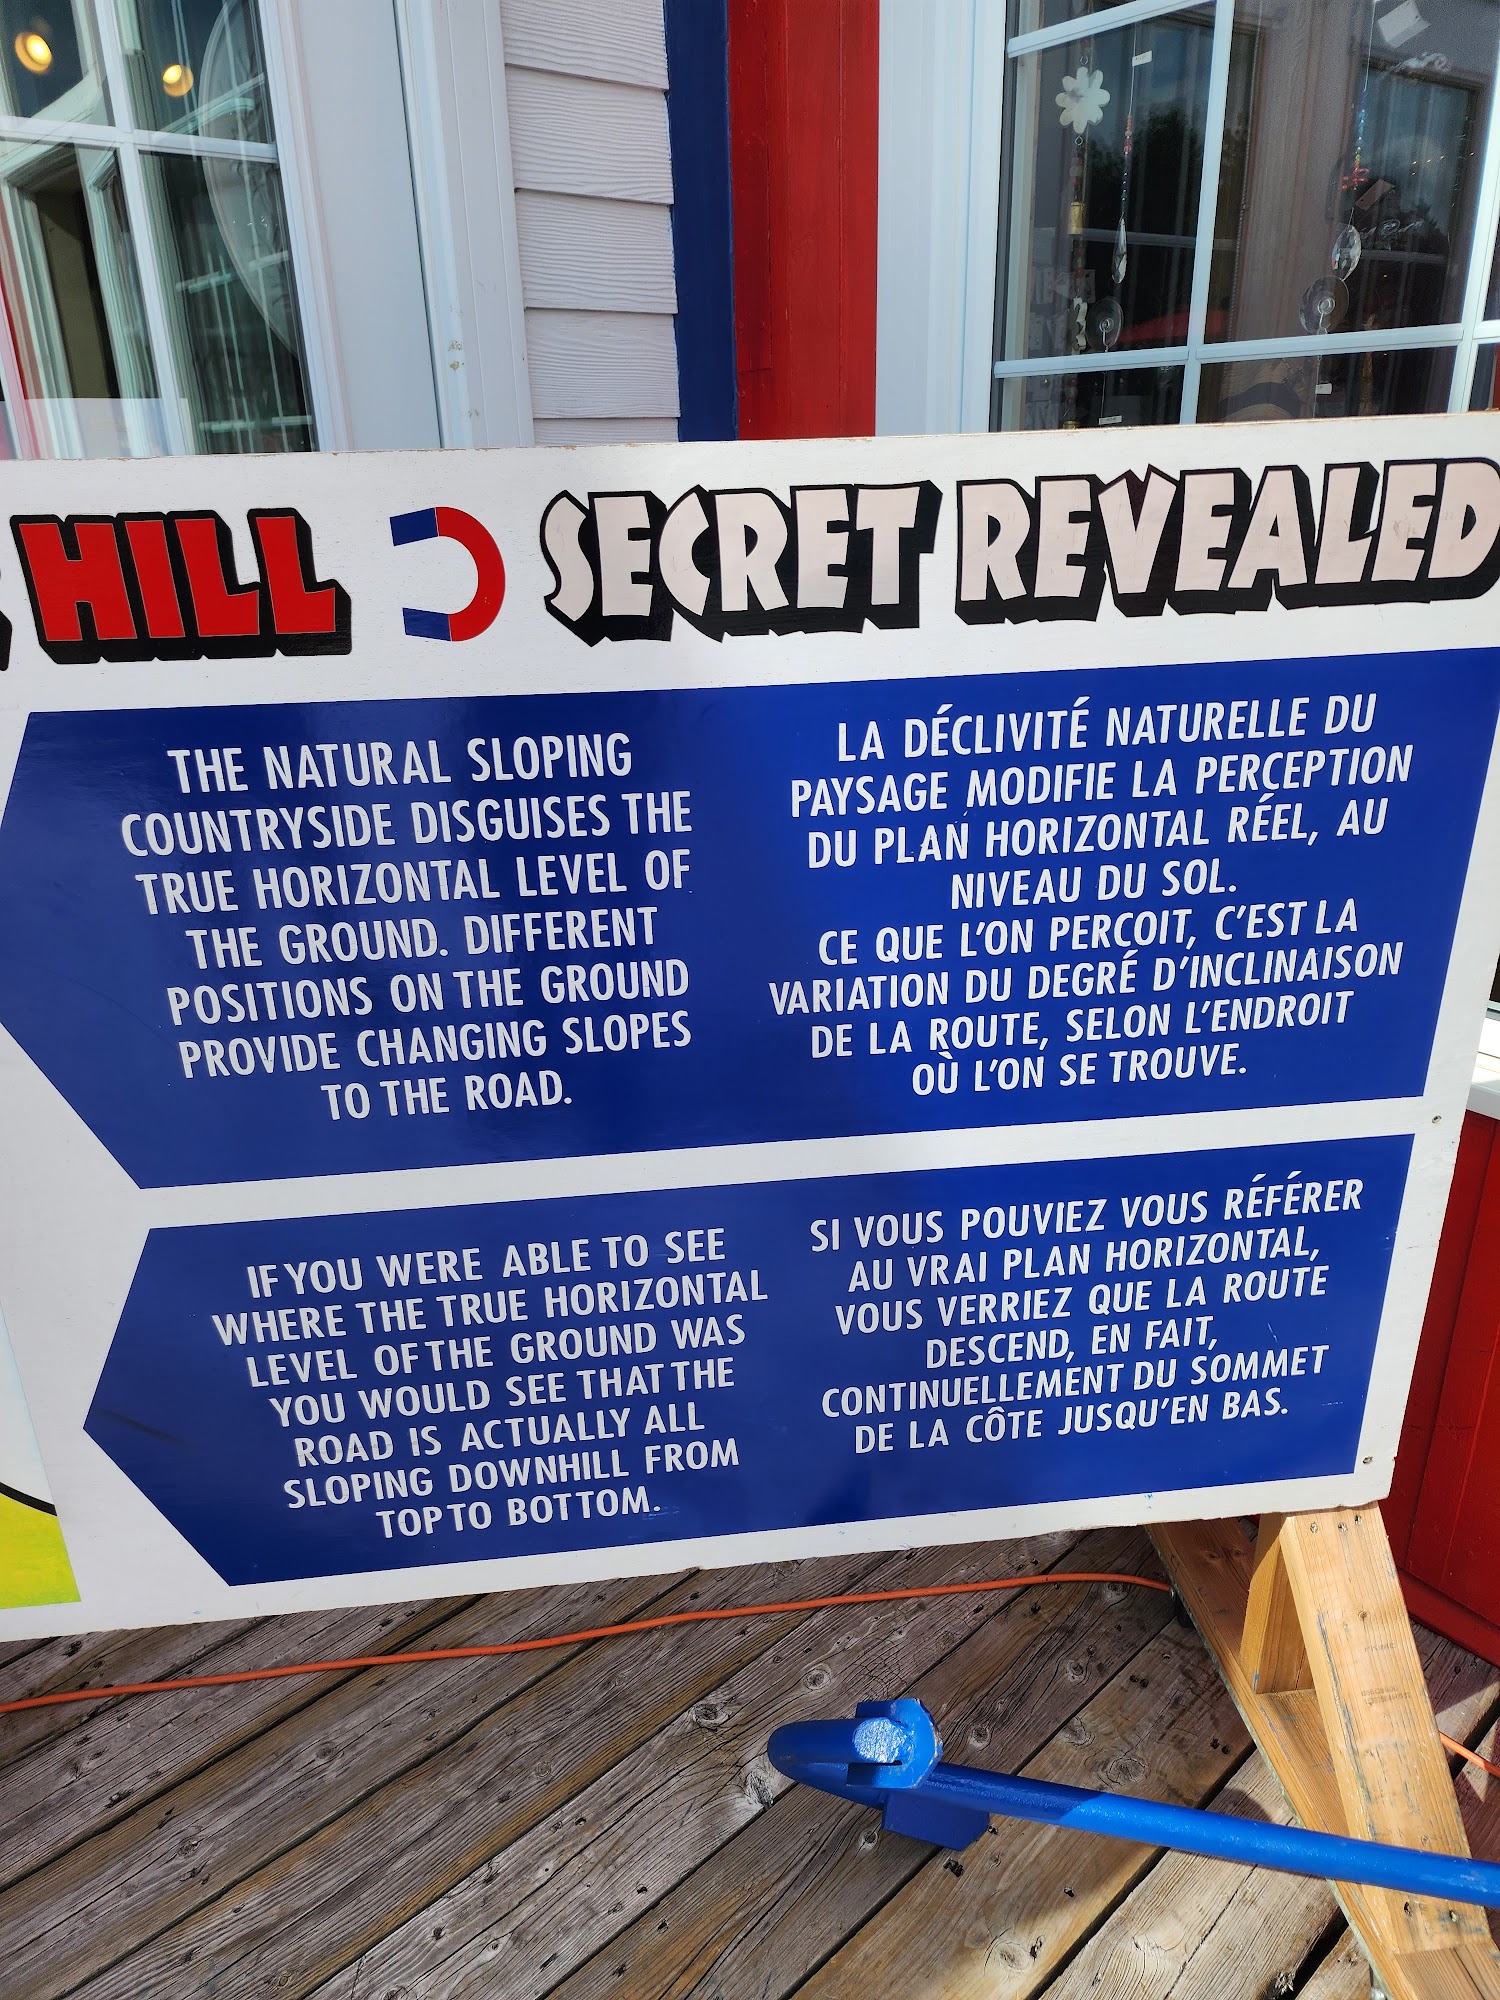 HILL SECRET REVEALED
THE NATURAL SLOPING
COUNTRYSIDE DISGUISES THE
TRUE HORIZONTAL LEVEL OF
THE GROUND. DIFFERENT
POSITIONS ON THE GROUND
PROVIDE CHANGING SLOPES
TO THE ROAD.
LA DÉCLIVITÉ NATURELLE DU
PAYSAGE MODIFIE LA PERCEPTION
DU PLAN HORIZONTAL RÉEL, AU
NIVEAU DU SOL.
CE QUE L'ON PERÇOIT, C'EST LA
VARIATION DU DEGRÉ D'INCLINAISON
DE LA ROUTE, SELON L'ENDROIT
OÙ L'ON SE TROUVE.
IF YOU WERE ABLE TO SEE
WHERE THE TRUE HORIZONTAL
LEVEL OF THE GROUND WAS
YOU WOULD SEE THAT THE
ROAD IS ACTUALLY ALL
SLOPING DOWNHILL FROM
TOP TO BOTTOM.
SI VOUS POUVIEZ VOUS RÉFÉRER
AU VRAI PLAN HORIZONTAL,
VOUS VERRIEZ QUE LA ROUTE
DESCEND, EN FAIT,
CONTINUELLEMENT DU SOMMET
DE LA CÔTE JUSQU'EN BAS.